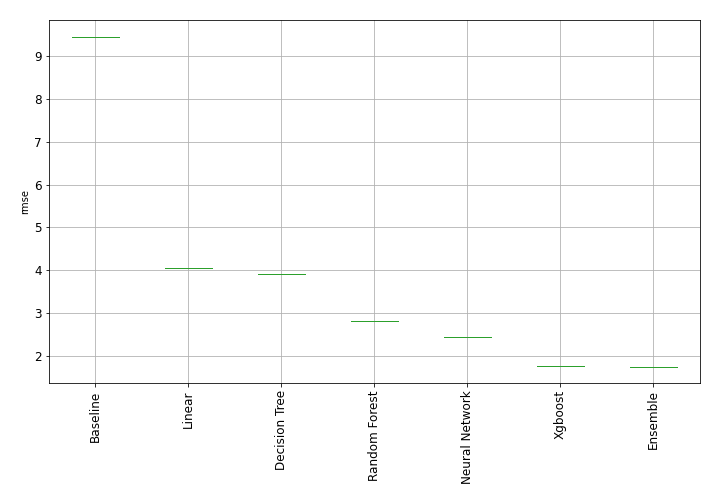 9
8
7
6
5
4
3
2
rmse
Baseline
Linear
Decision Tree
Random Forest
Neural Network
Xgboost
Ensemble